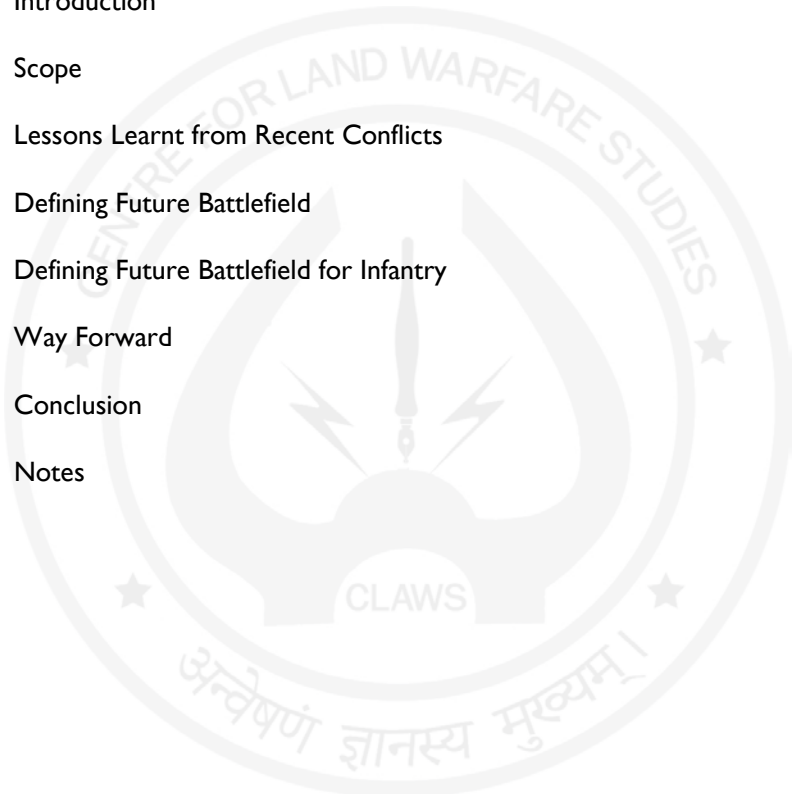 Introduction
Scope
Lessons Learnt from Recent Conflicts
Defining Future Battlefield
Defining Future Battlefield for Infantry
Way Forward
Conclusion
Notes
CENTRE FOR LAND WARFARE STUDIES
CLAWS
अन्वेषणं ज्ञानस्य मुख्यम्।